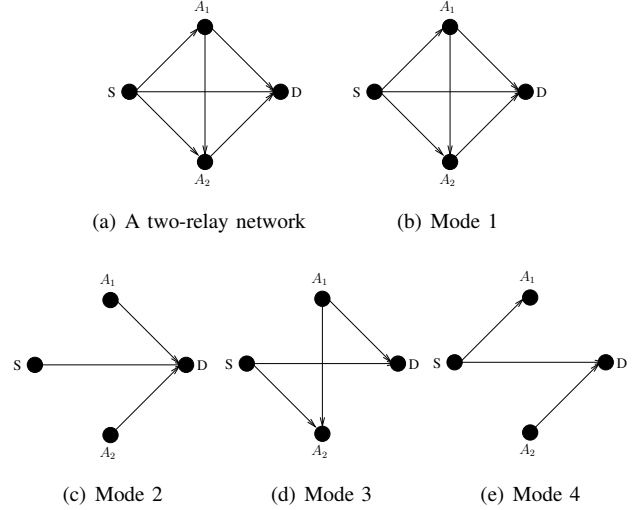 A₁
S
D
A₂
(a) A two-relay network
A₁
S
D
A₂
(b) Mode 1
A₁
S
D
A₂
(c) Mode 2
A₁
S
D
A₂
(d) Mode 3
A₁
S
D
A₂
(e) Mode 4